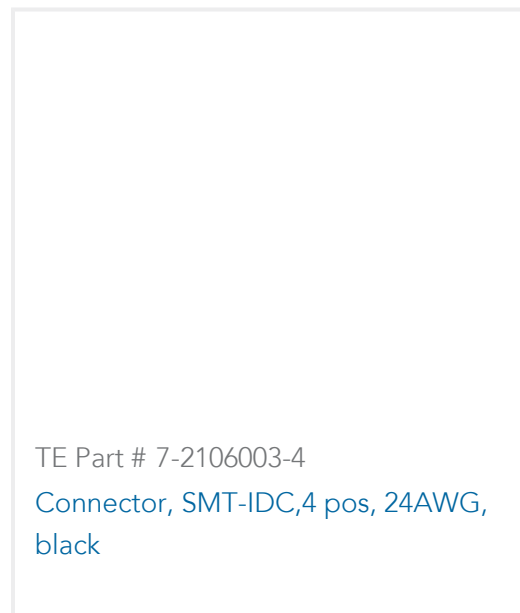 TE Part # 7-2106003-4
Connector, SMT-IDC,4 pos, 24AWG,
black